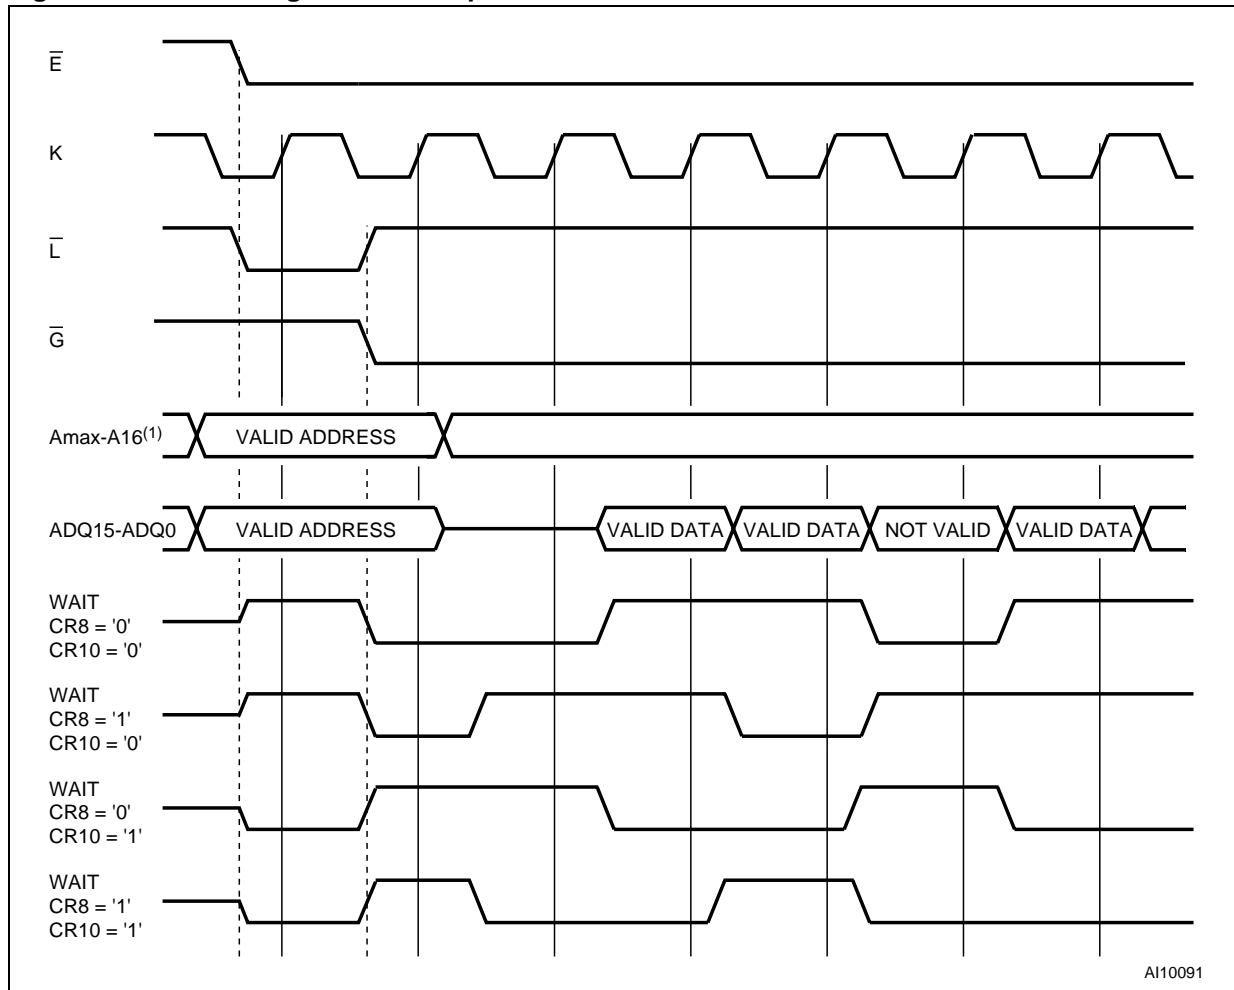 E
K
L
G
Amax-A16(1)
VALID ADDRESS
ADQ15-ADQ0
VALID ADDRESS
VALID DATA
VALID DATA
NOT VALID
VALID DATA
WAIT
CR8 = '0'
CR10 = '0'
WAIT
CR8 = '1'
CR10 = '0'
WAIT
CR8 = '0'
CR10 = '1'
WAIT
CR8 = '1'
CR10 = '1'
AI10091